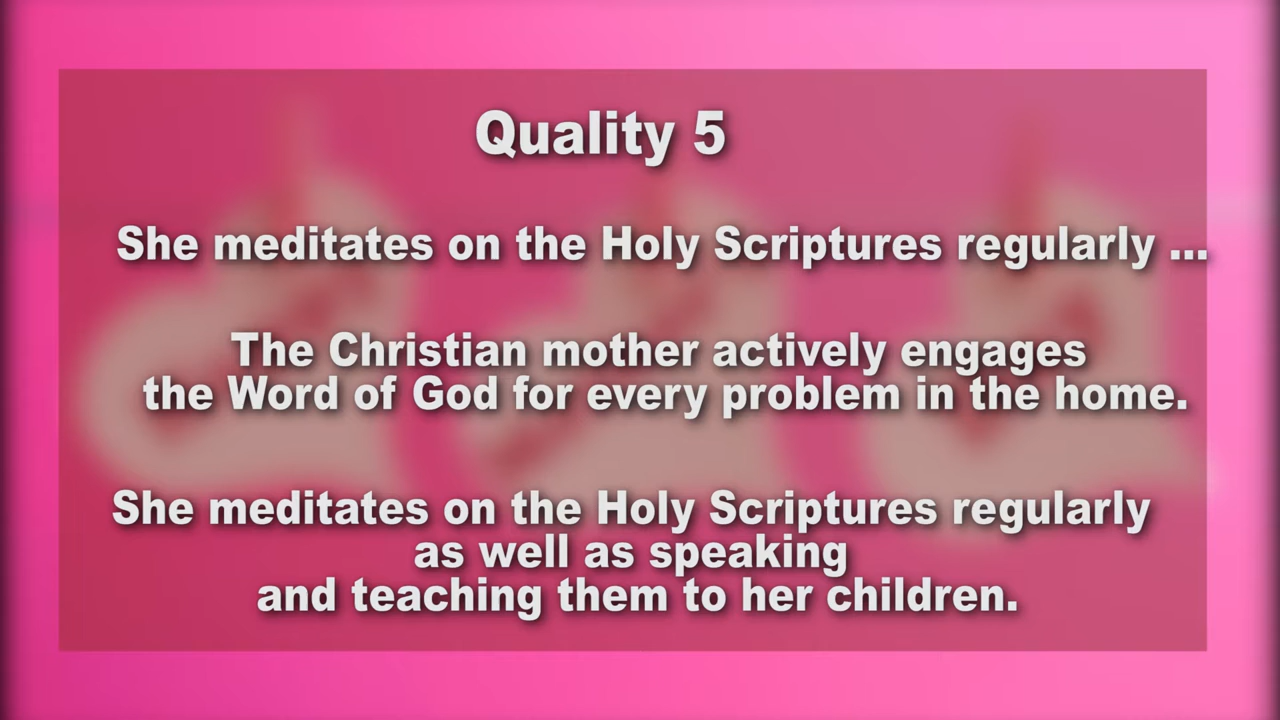 Quality 5
She meditates on the Holy Scriptures regularly ...
The Christian mother actively engages
the Word of God for every problem in the home.
She meditates on the Holy Scriptures regularly
as well as speaking
and teaching them to her children.